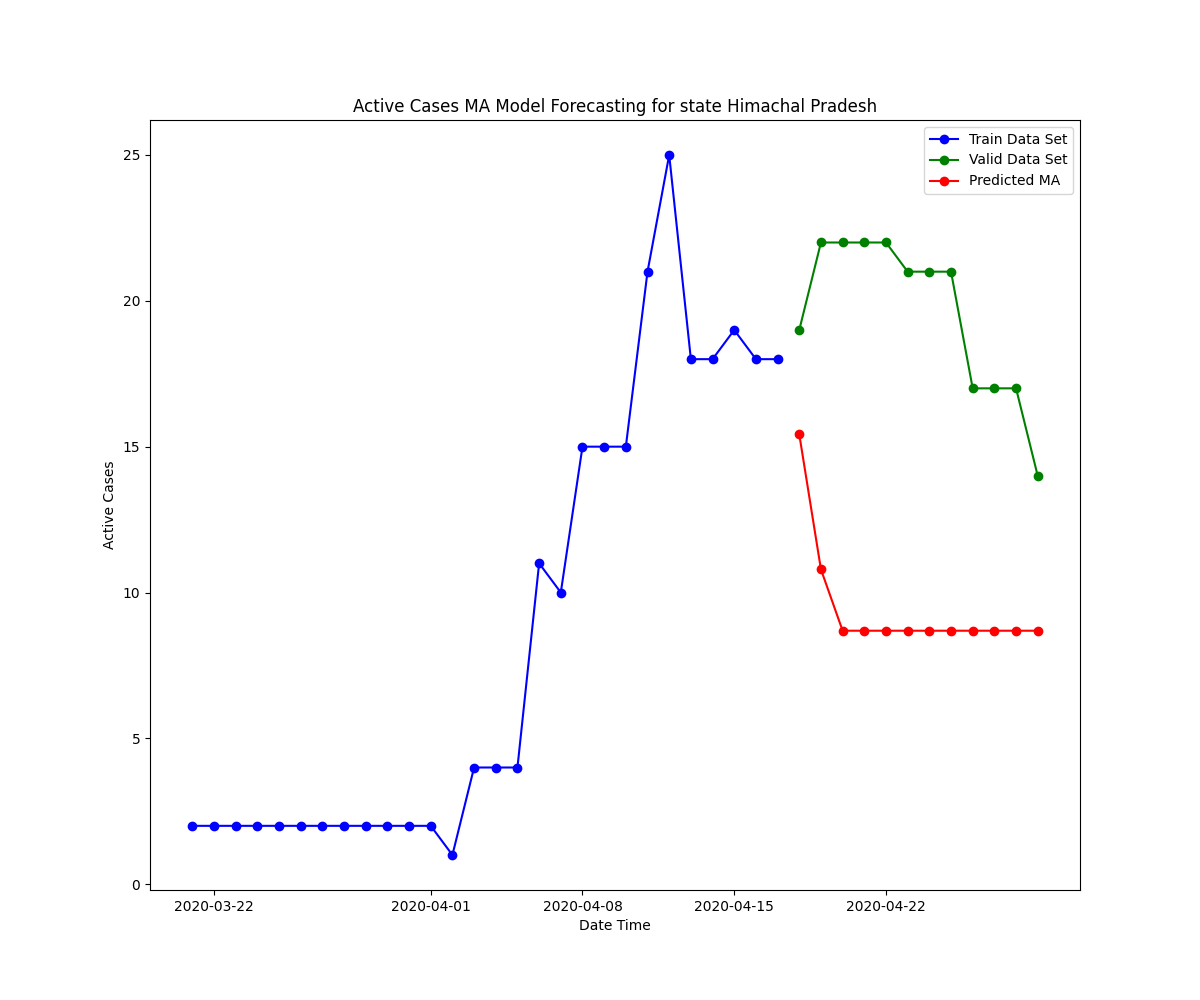 Active Cases MA Model Forecasting for state Himachal Pradesh
Train Data Set
Valid Data Set
Predicted MA
25
20
15
10
5
0
Active Cases
2020-03-22 2020-04-01 2020-04-08 2020-04-15 2020-04-22
Date Time